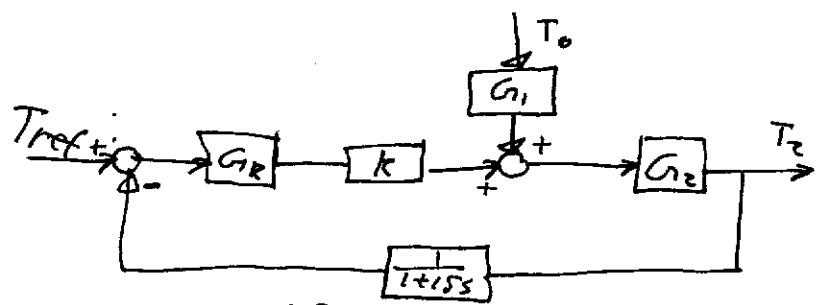 T₀
G₁
Tref +
G_R
K
+
+
G₂
T₂
-
1
1+15s